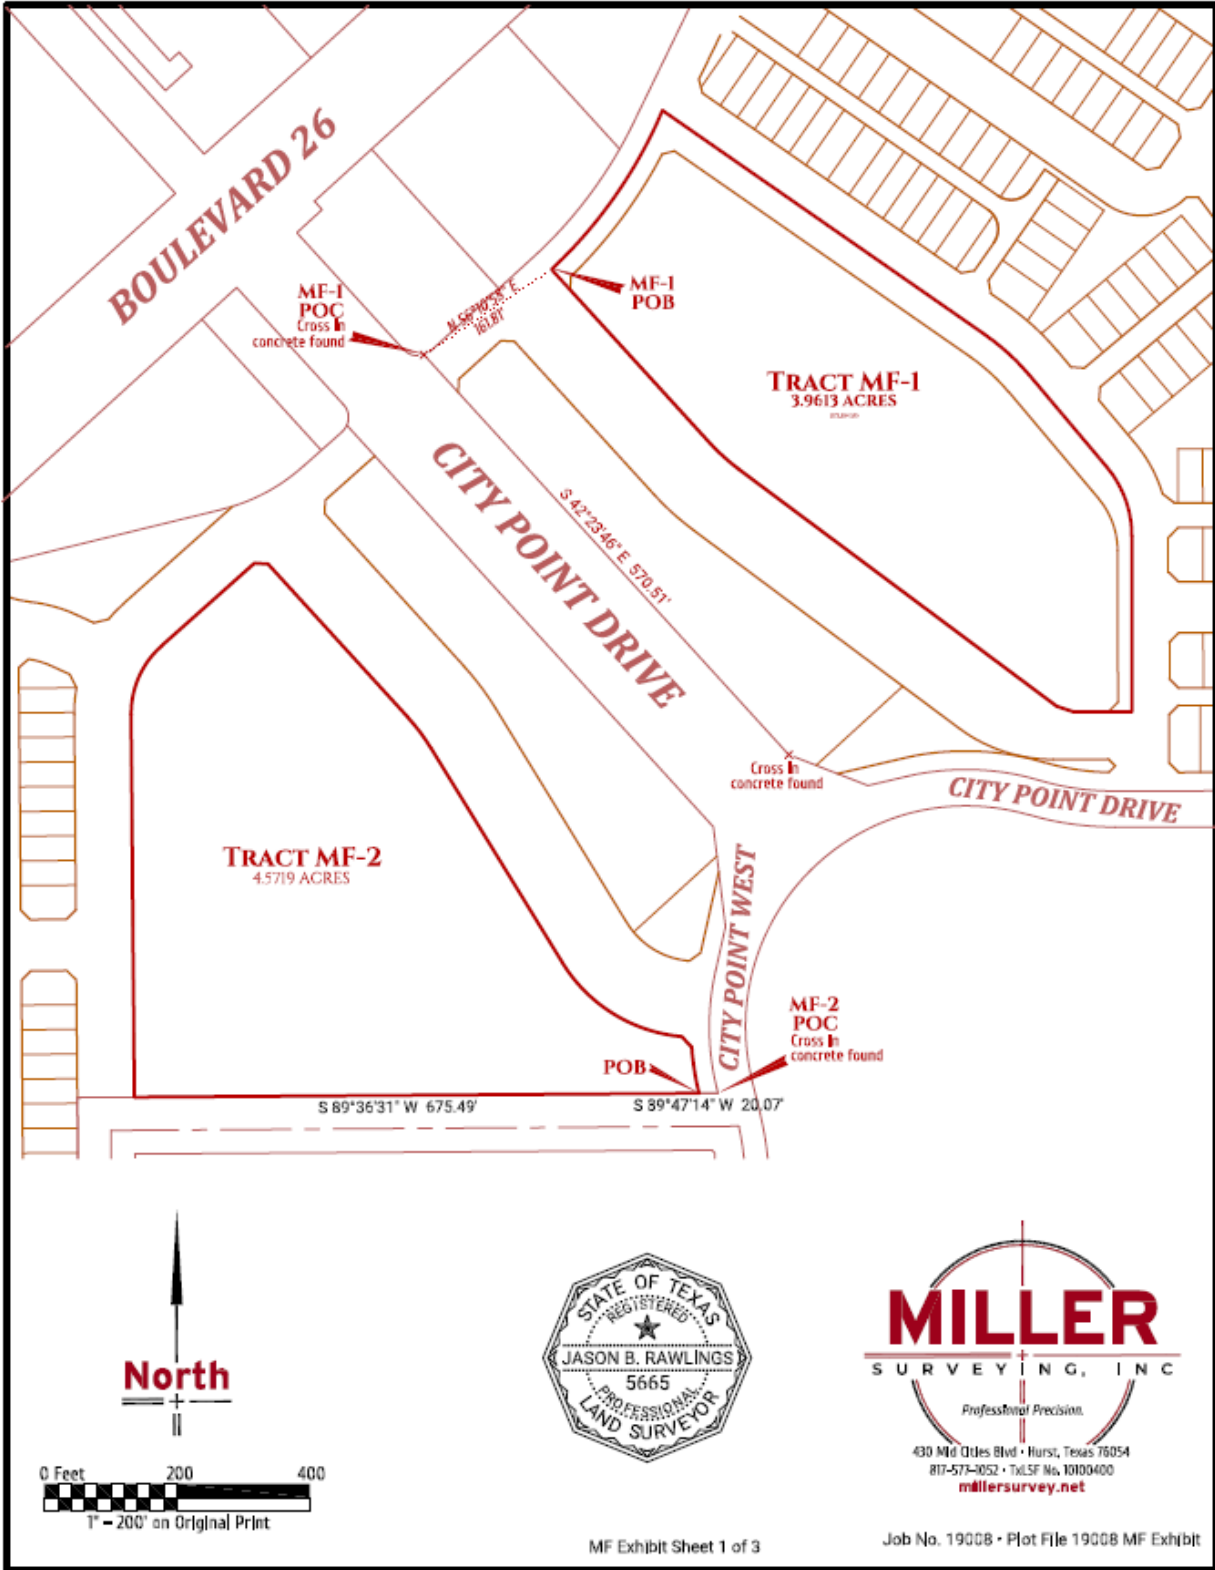 BOULEVARD 26
MF-1
POC
Cross In
concrete found
N 56°10'58" E
161.81'
MF-1
POB
TRACT MF-1
3.9613 ACRES
CITY POINT DRIVE
S 42°23'46" E 570.51'
Cross In
concrete found
CITY POINT DRIVE
TRACT MF-2
4.5719 ACRES
CITY POINT WEST
MF-2
POC
Cross In
concrete found
POB
S 89°36'31" W 675.49'
S 89°47'14" W 20.07'
North
0 Feet 200 400
1" = 200' on Original Print
STATE OF TEXAS
REGISTERED
JASON B. RAWLINGS
5665
PROFESSIONAL
LAND SURVEYOR
MILLER
SURVEYING, INC
Professional Precision.
430 Mid Cities Blvd • Hurst, Texas 76054
817-577-1052 • TxLSF No. 10100400
millersurvey.net
MF Exhibit Sheet 1 of 3
Job No. 19008 • Plot File 19008 MF Exhibit